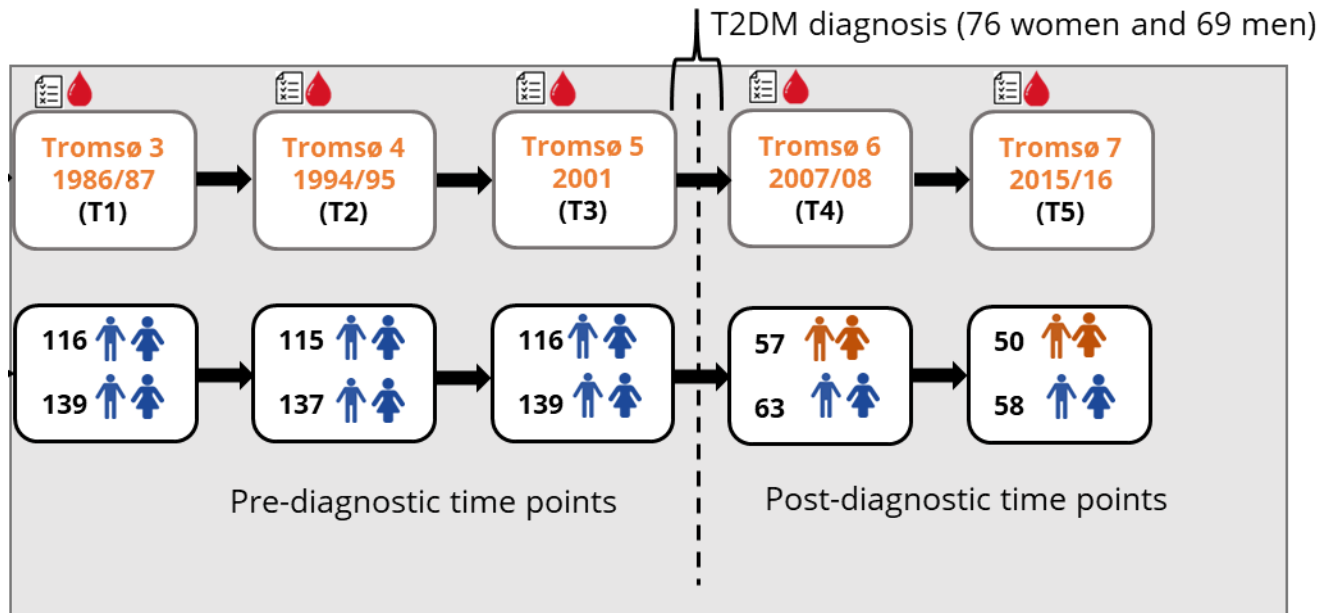 T2DM diagnosis (76 women and 69 men)
Tromsø 3
1986/87
(T1)
Tromsø 4
1994/95
(T2)
Tromsø 5
2001
(T3)
Tromsø 6
2007/08
(T4)
Tromsø 7
2015/16
(T5)
116
139
115
137
116
139
57
63
50
58
Pre-diagnostic time points
Post-diagnostic time points